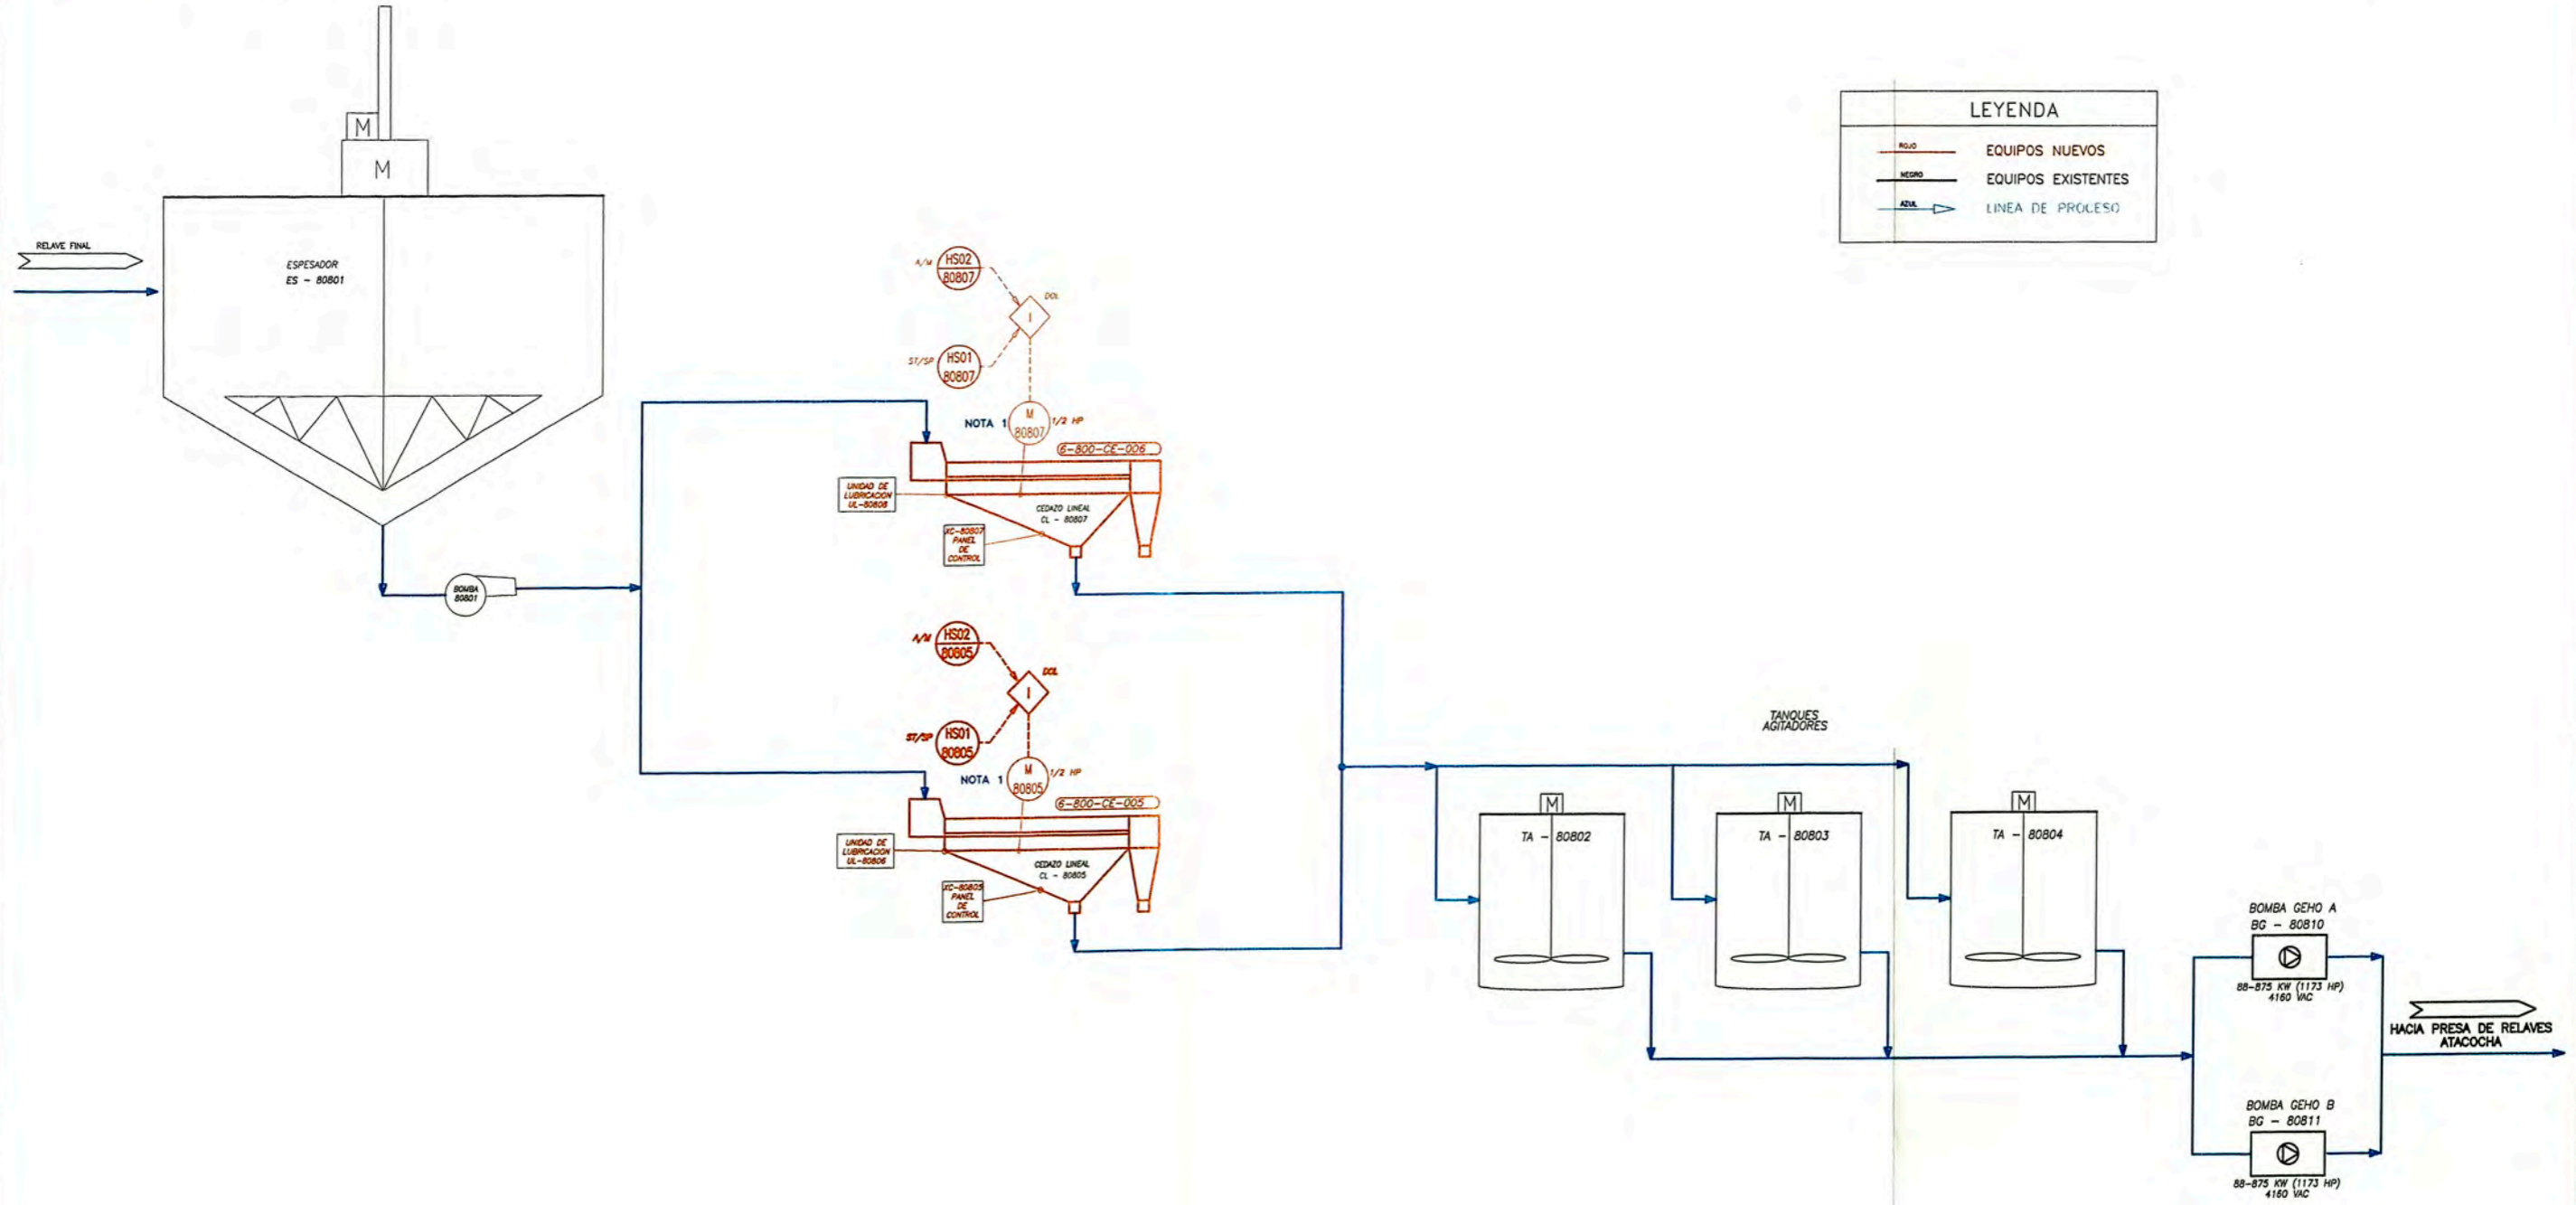 M
M
RELAVE FINAL
ESPESADOR
ES - 80801
BOMBA
80801
LEYENDA
ROJO
EQUIPOS NUEVOS
NEGRO
EQUIPOS EXISTENTES
AZUL
LINEA DE PROCESO
A/M
HS02
80807
DOL
I
ST/SP
HS01
80807
NOTA 1
M
80807
1/2 HP
6-800-CE-006
UNIDAD DE
LUBRICACION
UL-80808
CEDAZO LINEAL
CL - 80807
XC-80807
PANEL
DE
CONTROL
A/M
HS02
80805
DOL
I
ST/SP
HS01
80805
NOTA 1
M
80805
1/2 HP
6-800-CE-005
UNIDAD DE
LUBRICACION
UL-80806
CEDAZO LINEAL
CL - 80805
XC-80805
PANEL
DE
CONTROL
TANQUES
AGITADORES
M
TA - 80802
M
TA - 80803
M
TA - 80804
BOMBA GEHO A
BG - 80810
88-875 KW (1173 HP)
4160 VAC
HACIA PRESA DE RELAVES
ATACOCHA
BOMBA GEHO B
BG - 80811
88-875 KW (1173 HP)
4160 VAC